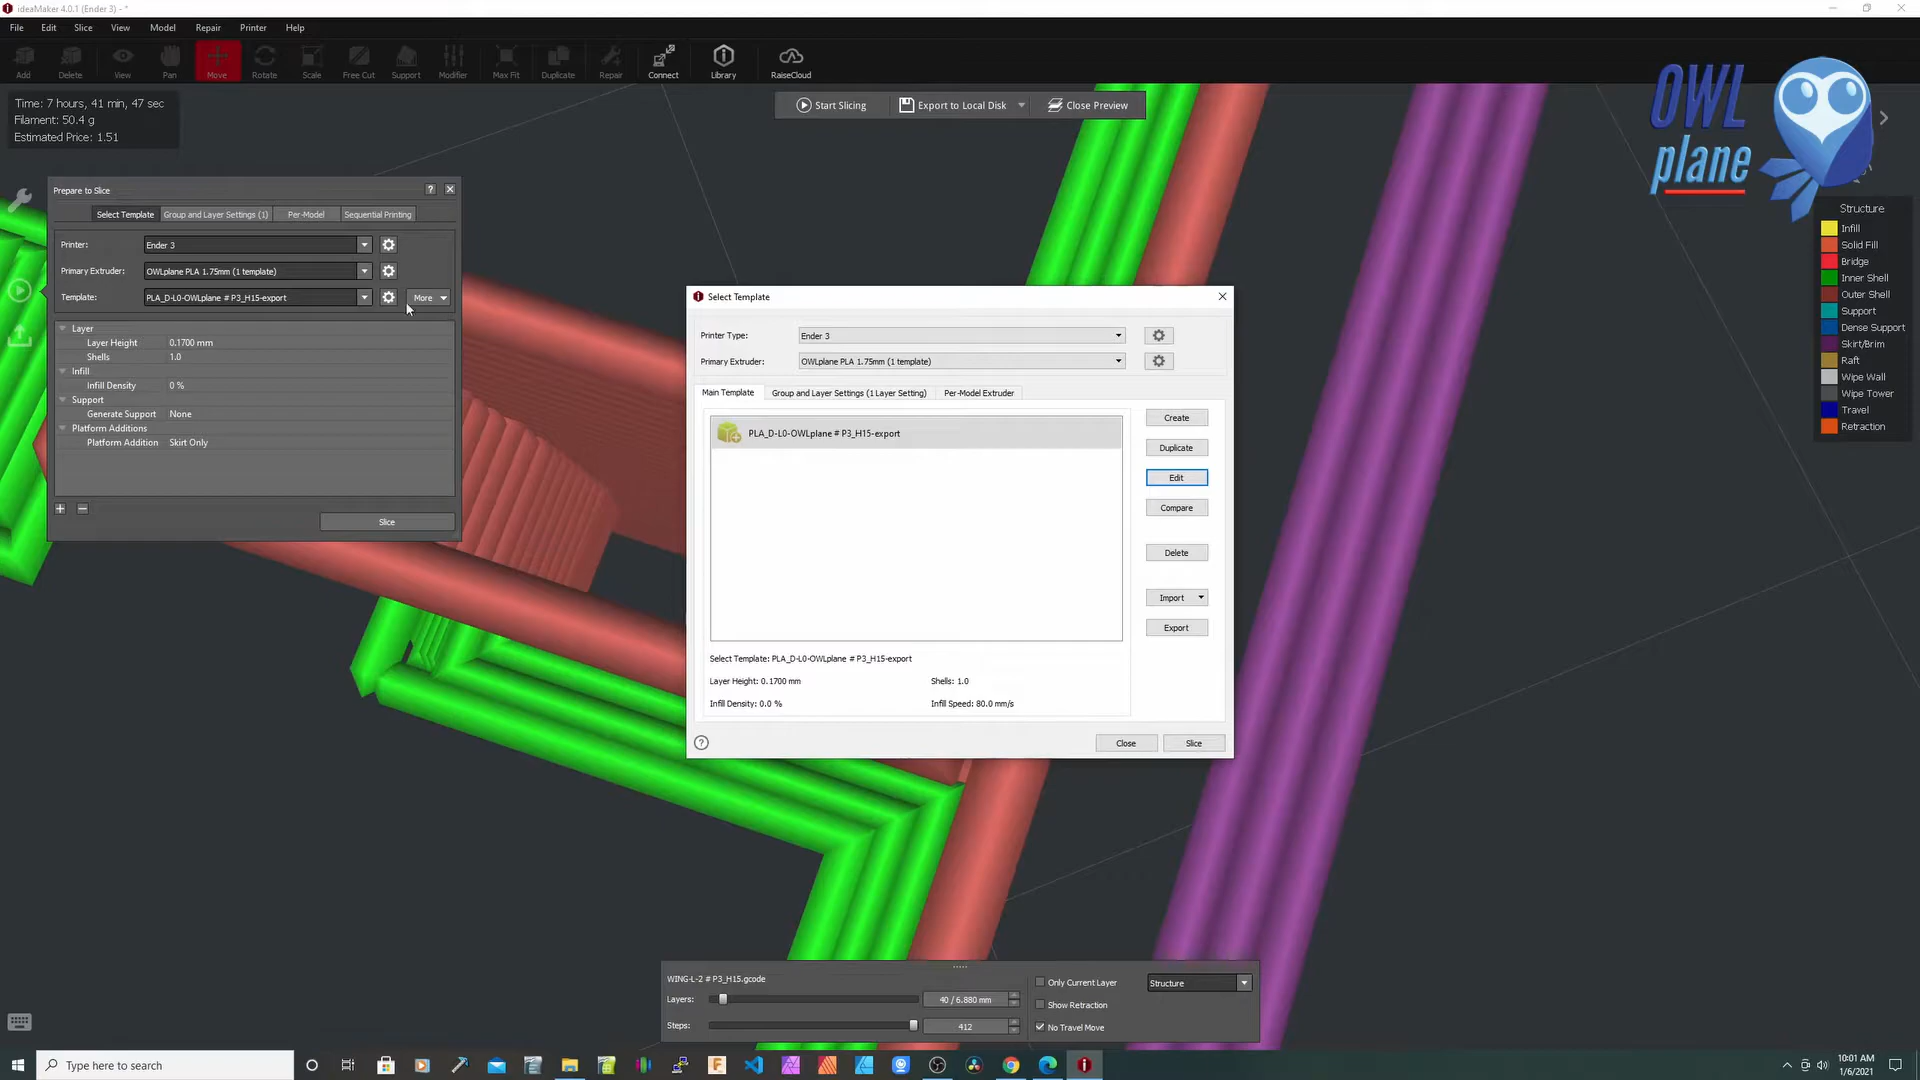 ideaMaker 4.0.1 (Ender 3) - *
File Edit Slice View Model Repair Printer Help
Add Delete View Pan Move Rotate Scale Free Cut Support Modifier Max Fit Duplicate Repair Connect Library RaiseCloud
Time: 7 hours, 41 min, 47 sec
Filament: 50.4 g
Estimated Price: 1.51
Start Slicing Export to Local Disk Close Preview
OWL
plane
Prepare to Slice ?
Select Template Group and Layer Settings (1) Per-Model Sequential Printing
Printer: Ender 3
Primary Extruder: OWLplane PLA 1.75mm (1 template)
Template: PLA_D-L0-OWLplane # P3_H15-export More
Layer
Layer Height 0.1700 mm
Shells 1.0
Infill
Infill Density 0 %
Support
Generate Support None
Platform Additions
Platform Addition Skirt Only
Slice
Select Template
Printer Type: Ender 3
Primary Extruder: OWLplane PLA 1.75mm (1 template)
Main Template Group and Layer Settings (1 Layer Setting) Per-Model Extruder
PLA_D-L0-OWLplane # P3_H15-export
Create
Duplicate
Edit
Compare
Delete
Import
Export
Select Template: PLA_D-L0-OWLplane # P3_H15-export
Layer Height: 0.1700 mm Shells: 1.0
Infill Density: 0.0 % Infill Speed: 80.0 mm/s
? Close Slice
Structure
Infill
Solid Fill
Bridge
Inner Shell
Outer Shell
Support
Dense Support
Skirt/Brim
Raft
Wipe Wall
Wipe Tower
Travel
Retraction
WING-L-2 # P3_H15.gcode
Layers: 40 / 6.880 mm
Steps: 412
Only Current Layer Structure
Show Retraction
No Travel Move
Type here to search
10:01 AM
1/6/2021